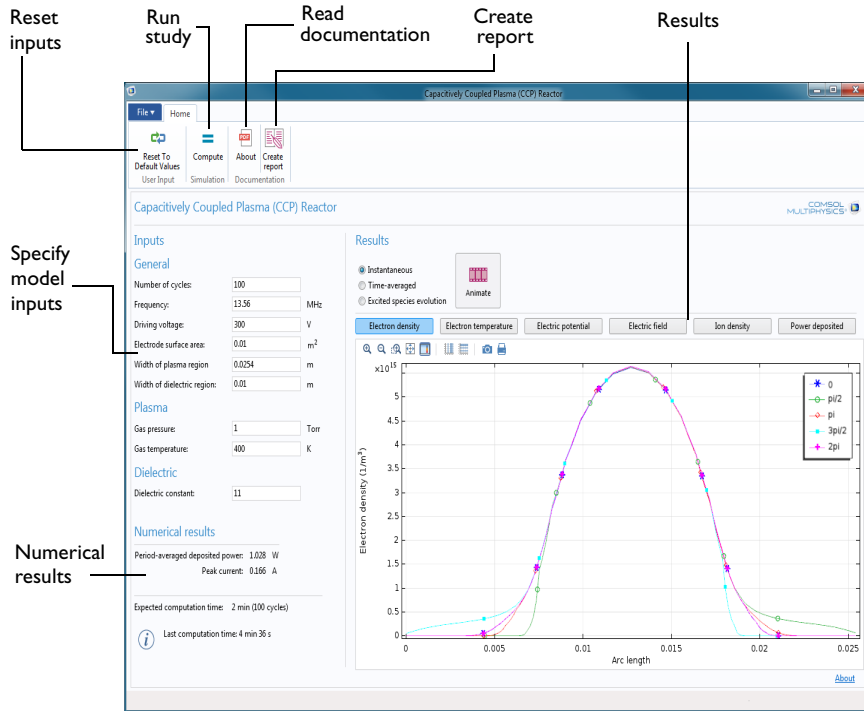 Reset
inputs
Run
study
Read
documentation
Create
report
Results
Capacitively Coupled Plasma (CCP) Reactor
File ▾
Home
Reset To
Default Values
Compute
PDF
About
Create
report
User Input
Simulation
Documentation
Capacitively Coupled Plasma (CCP) Reactor
COMSOL
MULTIPHYSICS®
Specify
model
inputs
Inputs
General
Number of cycles: 100
Frequency: 13.56 MHz
Driving voltage: 300 V
Electrode surface area: 0.01 m²
Width of plasma region 0.0254 m
Width of dielectric region: 0.01 m
Plasma
Gas pressure: 1 Torr
Gas temperature: 400 K
Dielectric
Dielectric constant: 11
Numerical
results
Numerical results
Period-averaged deposited power: 1.028 W
Peak current: 0.166 A
Expected computation time: 2 min (100 cycles)
i
Last computation time: 4 min 36 s
Results
Instantaneous
Time-averaged
Excited species evolution
Animate
Electron density
Electron temperature
Electric potential
Electric field
Ion density
Power deposited
×10¹⁵
5
4.5
4
3.5
3
2.5
2
1.5
1
0.5
0
Electron density (1/m³)
0
pi/2
pi
3pi/2
2pi
0 0.005 0.01 0.015 0.02 0.025
Arc length
About